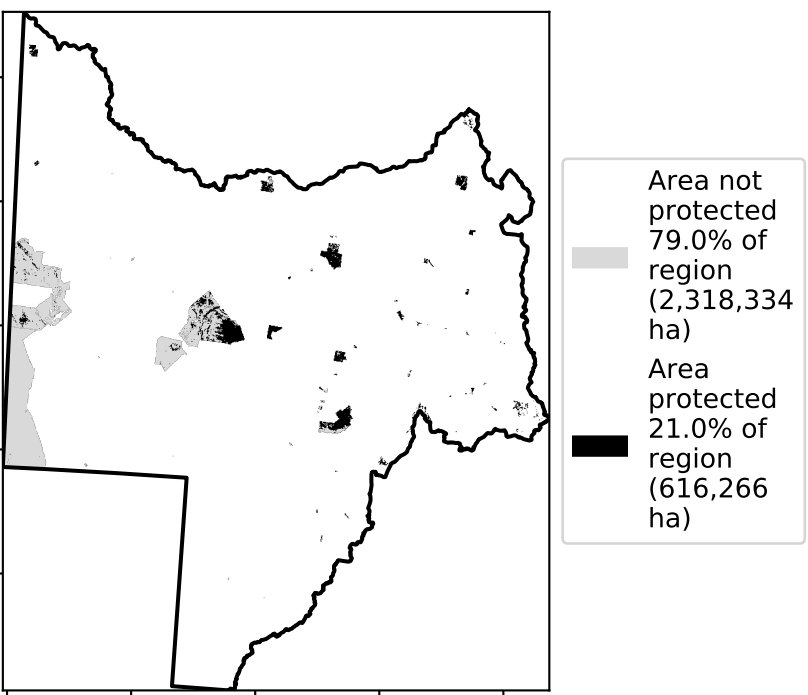 Area not
protected
79.0% of
region
(2,318,334
ha)
Area
protected
21.0% of
region
(616,266
ha)